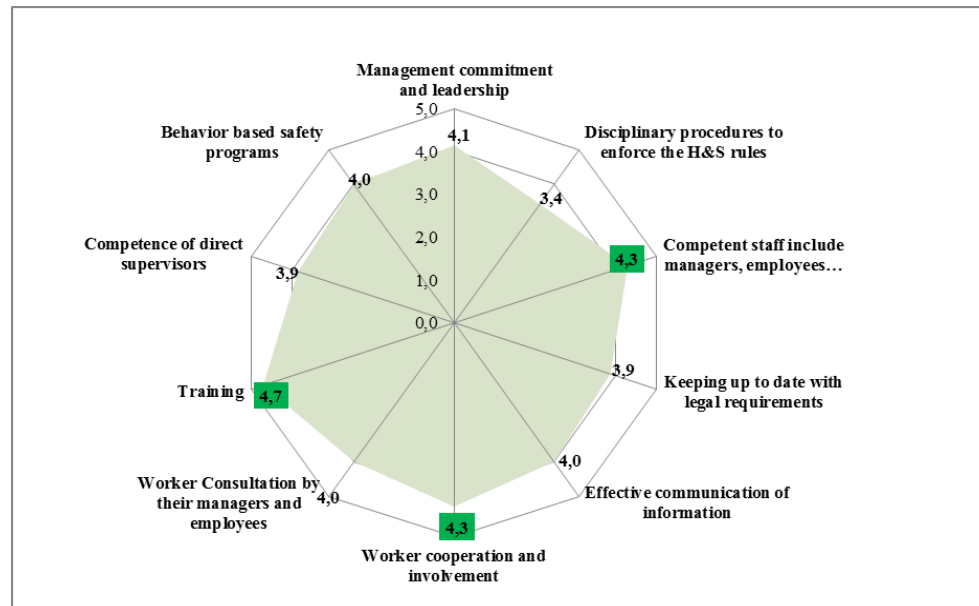 Management commitment
and leadership
5,0
4,1
4,0
3,0
2,0
1,0
0,0
Disciplinary procedures to
enforce the H&S rules
3,4
Competent staff include
managers, employees…
4,3
Keeping up to date with
legal requirements
3,9
Effective communication of
information
4,0
Worker cooperation and
involvement
4,3
Worker Consultation by
their managers and
employees
4,0
Training
4,7
Competence of direct
supervisors
3,9
Behavior based safety
programs
4,0